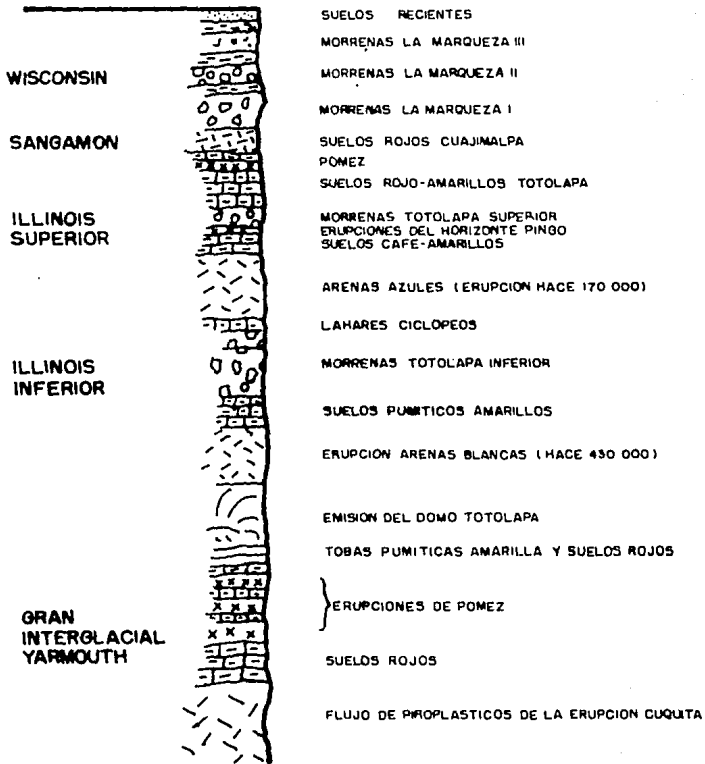 SUELOS RECIENTES
MORRENAS LA MARQUEZA III
WISCONSIN
MORRENAS LA MARQUEZA II
MORRENAS LA MARQUEZA I
SANGAMON
SUELOS ROJOS CUAJIMALPA
POMEZ
SUELOS ROJO-AMARILLOS TOTOLAPA
ILLINOIS
SUPERIOR
MORRENAS TOTOLAPA SUPERIOR
ERUPCIONES DEL HORIZONTE PINGO
SUELOS CAFE-AMARILLOS
ARENAS AZULES (ERUPCION HACE 170 000)
LAHARES CICLOPEOS
ILLINOIS
INFERIOR
MORRENAS TOTOLAPA INFERIOR
SUELOS PUMITICOS AMARILLOS
ERUPCION ARENAS BLANCAS (HACE 430 000)
EMISION DEL DOMO TOTOLAPA
TOBAS PUMITICAS AMARILLA Y SUELOS ROJOS
ERUPCIONES DE POMEZ
GRAN
INTERGLACIAL
YARMOUTH
SUELOS ROJOS
FLUJO DE PIROPLASTICOS DE LA ERUPCION CUQUITA